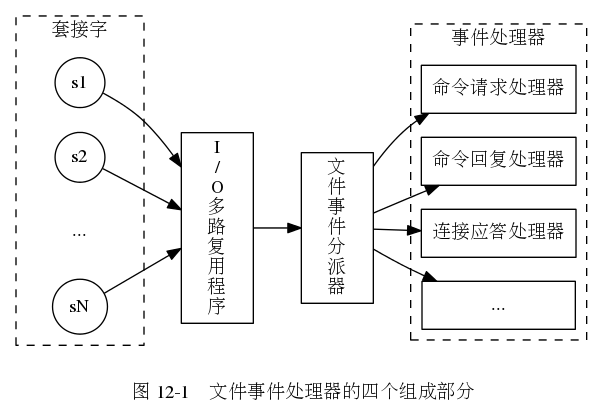 套接字
s1
s2
...
sN
I/O多路复用程序
文件事件分派器
事件处理器
命令请求处理器
命令回复处理器
连接应答处理器
...
图 12-1 文件事件处理器的四个组成部分